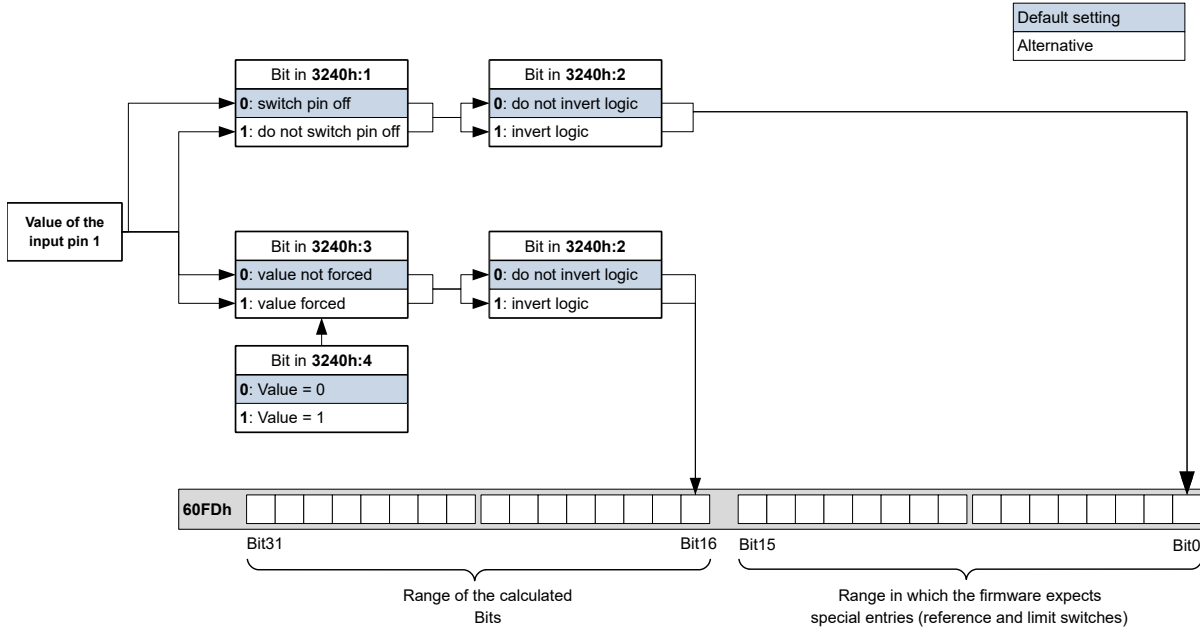 Default setting
Alternative
Bit in 3240h:1
0: switch pin off
1: do not switch pin off
Bit in 3240h:2
0: do not invert logic
1: invert logic
Value of the
input pin 1
Bit in 3240h:3
0: value not forced
1: value forced
Bit in 3240h:2
0: do not invert logic
1: invert logic
Bit in 3240h:4
0: Value = 0
1: Value = 1
60FDh
Bit31
Bit16
Bit15
Bit0
Range of the calculated
Bits
Range in which the firmware expects
special entries (reference and limit switches)